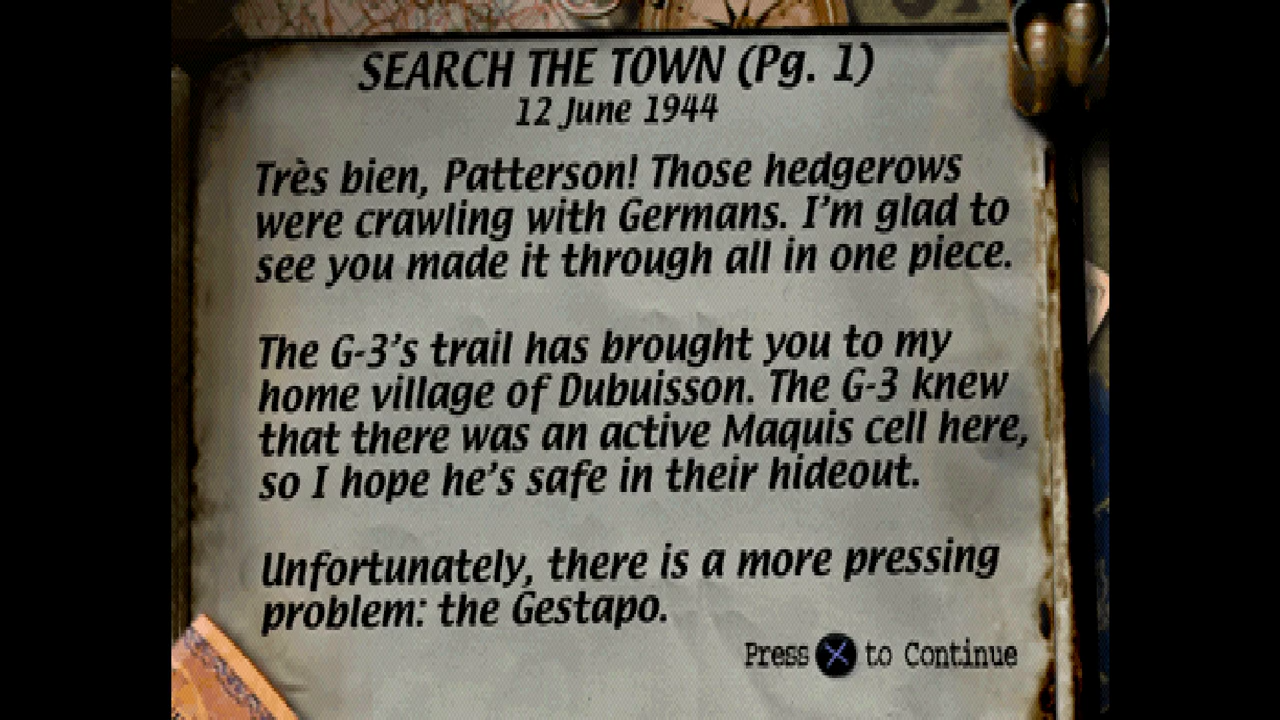 SEARCH THE TOWN (Pg. 1)
12 June 1944
Très bien, Patterson! Those hedgerows
were crawling with Germans. I'm glad to
see you made it through all in one piece.
The G-3's trail has brought you to my
home village of Dubuisson. The G-3 knew
that there was an active Maquis cell here,
so I hope he's safe in their hideout.
Unfortunately, there is a more pressing
problem: the Gestapo.
Press X to Continue